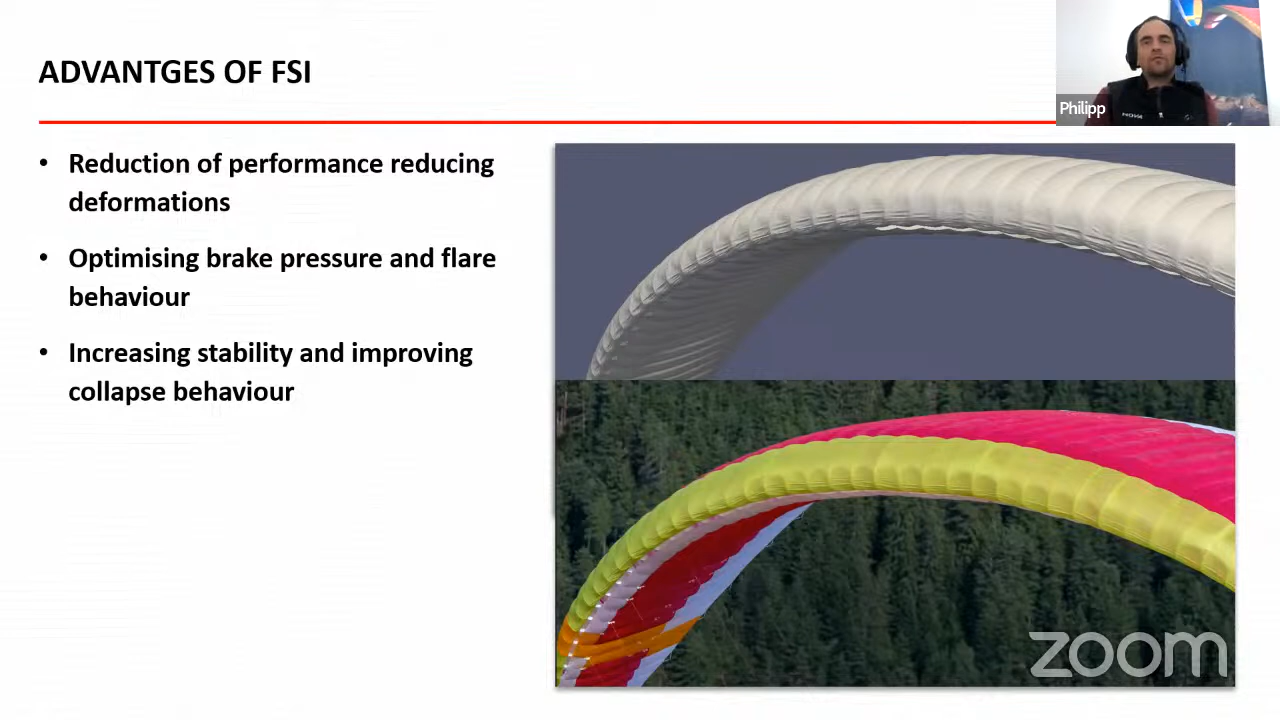 ADVANTGES OF FSI
Philipp
• Reduction of performance reducing
deformations
• Optimising brake pressure and flare
behaviour
• Increasing stability and improving
collapse behaviour
zoom